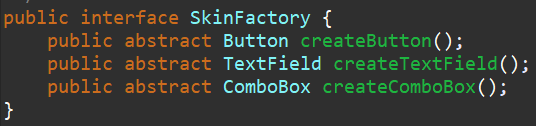 public interface SkinFactory {
    public abstract Button createButton();
    public abstract TextField createTextField();
    public abstract ComboBox createComboBox();
}